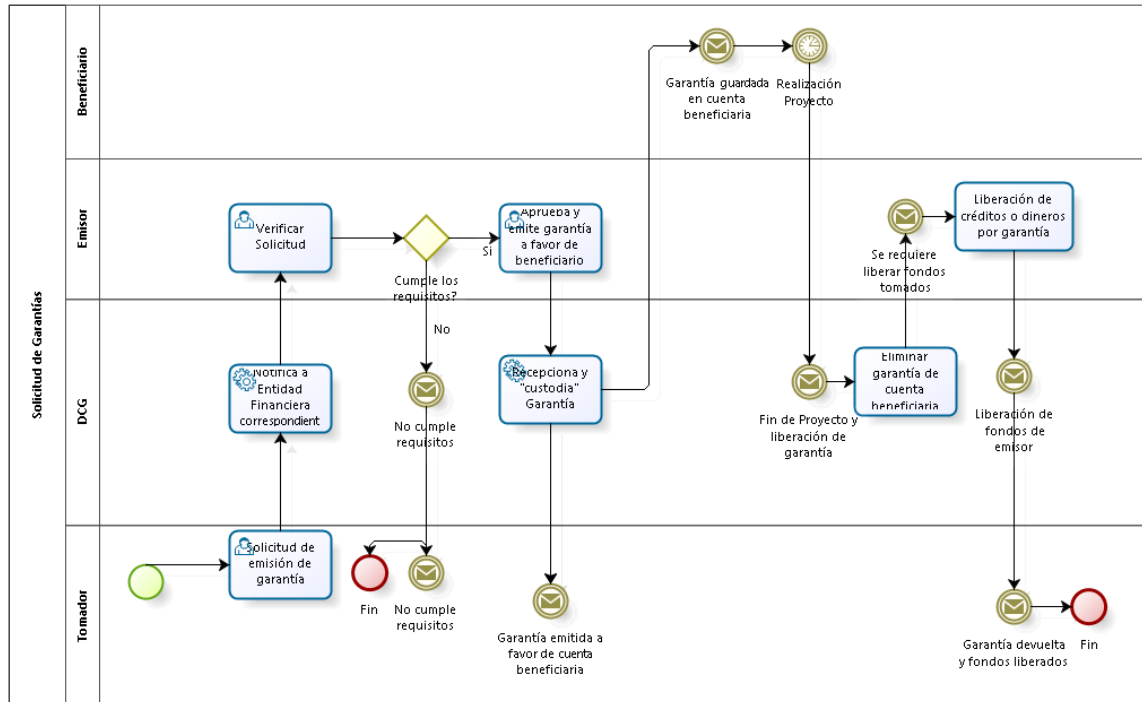 Solicitud de Garantías
Beneficiario
Garantía guardada
en cuenta
beneficiaria
Realización
Proyecto
Emisor
Verificar
Solicitud
Cumple los
requisitos?
Si
No
Aprueba y
emite garantía
a favor de
beneficiario
Se requiere
liberar fondos
tomados
Liberación de
créditos o dineros
por garantía
DCG
Notifica a
Entidad
Financiera
correspondient
No cumple
requisitos
Recepciona y
"custodia"
Garantía
Fin de Proyecto y
liberación de
garantía
Eliminar
garantía de
cuenta
beneficiaria
Liberación de
fondos de
emisor
Tomador
Solicitud de
emisión de
garantía
Fin
No cumple
requisitos
Garantía emitida a
favor de cuenta
beneficiaria
Garantía devuelta
y fondos liberados
Fin